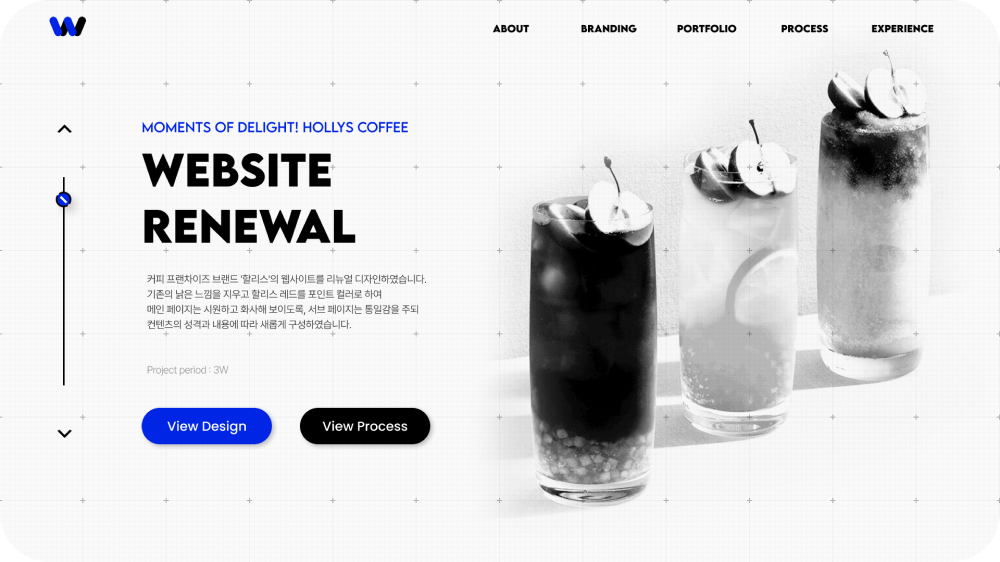 W
ABOUT
BRANDING
PORTFOLIO
PROCESS
EXPERIENCE
MOMENTS OF DELIGHT! HOLLYS COFFEE
WEBSITE
RENEWAL
커피 프랜차이즈 브랜드 '할리스'의 웹사이트를 리뉴얼 디자인하였습니다.
기존의 낡은 느낌을 지우고 할리스 레드를 포인트 컬러로 하여
메인 페이지는 시원하고 화사해 보이도록, 서브 페이지는 통일감을 주되
컨텐츠의 성격과 내용에 따라 새롭게 구성하였습니다.
Project period : 3W
View Design
View Process